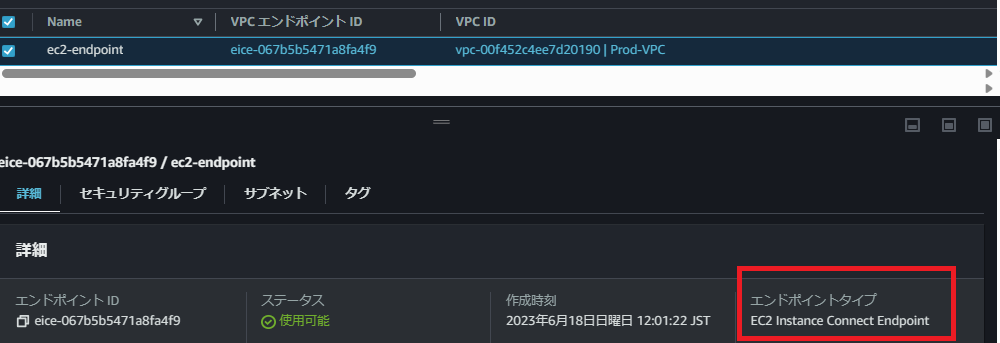 Name VPC エンドポイント ID VPC ID
ec2-endpoint eice-067b5b5471a8fa4f9 vpc-00f452c4ee7d20190 | Prod-VPC
eice-067b5b5471a8fa4f9 / ec2-endpoint
詳細 セキュリティグループ サブネット タグ
詳細
エンドポイント ID ステータス 作成時刻 エンドポイントタイプ
eice-067b5b5471a8fa4f9 使用可能 2023年6月18日日曜日 12:01:22 JST EC2 Instance Connect Endpoint